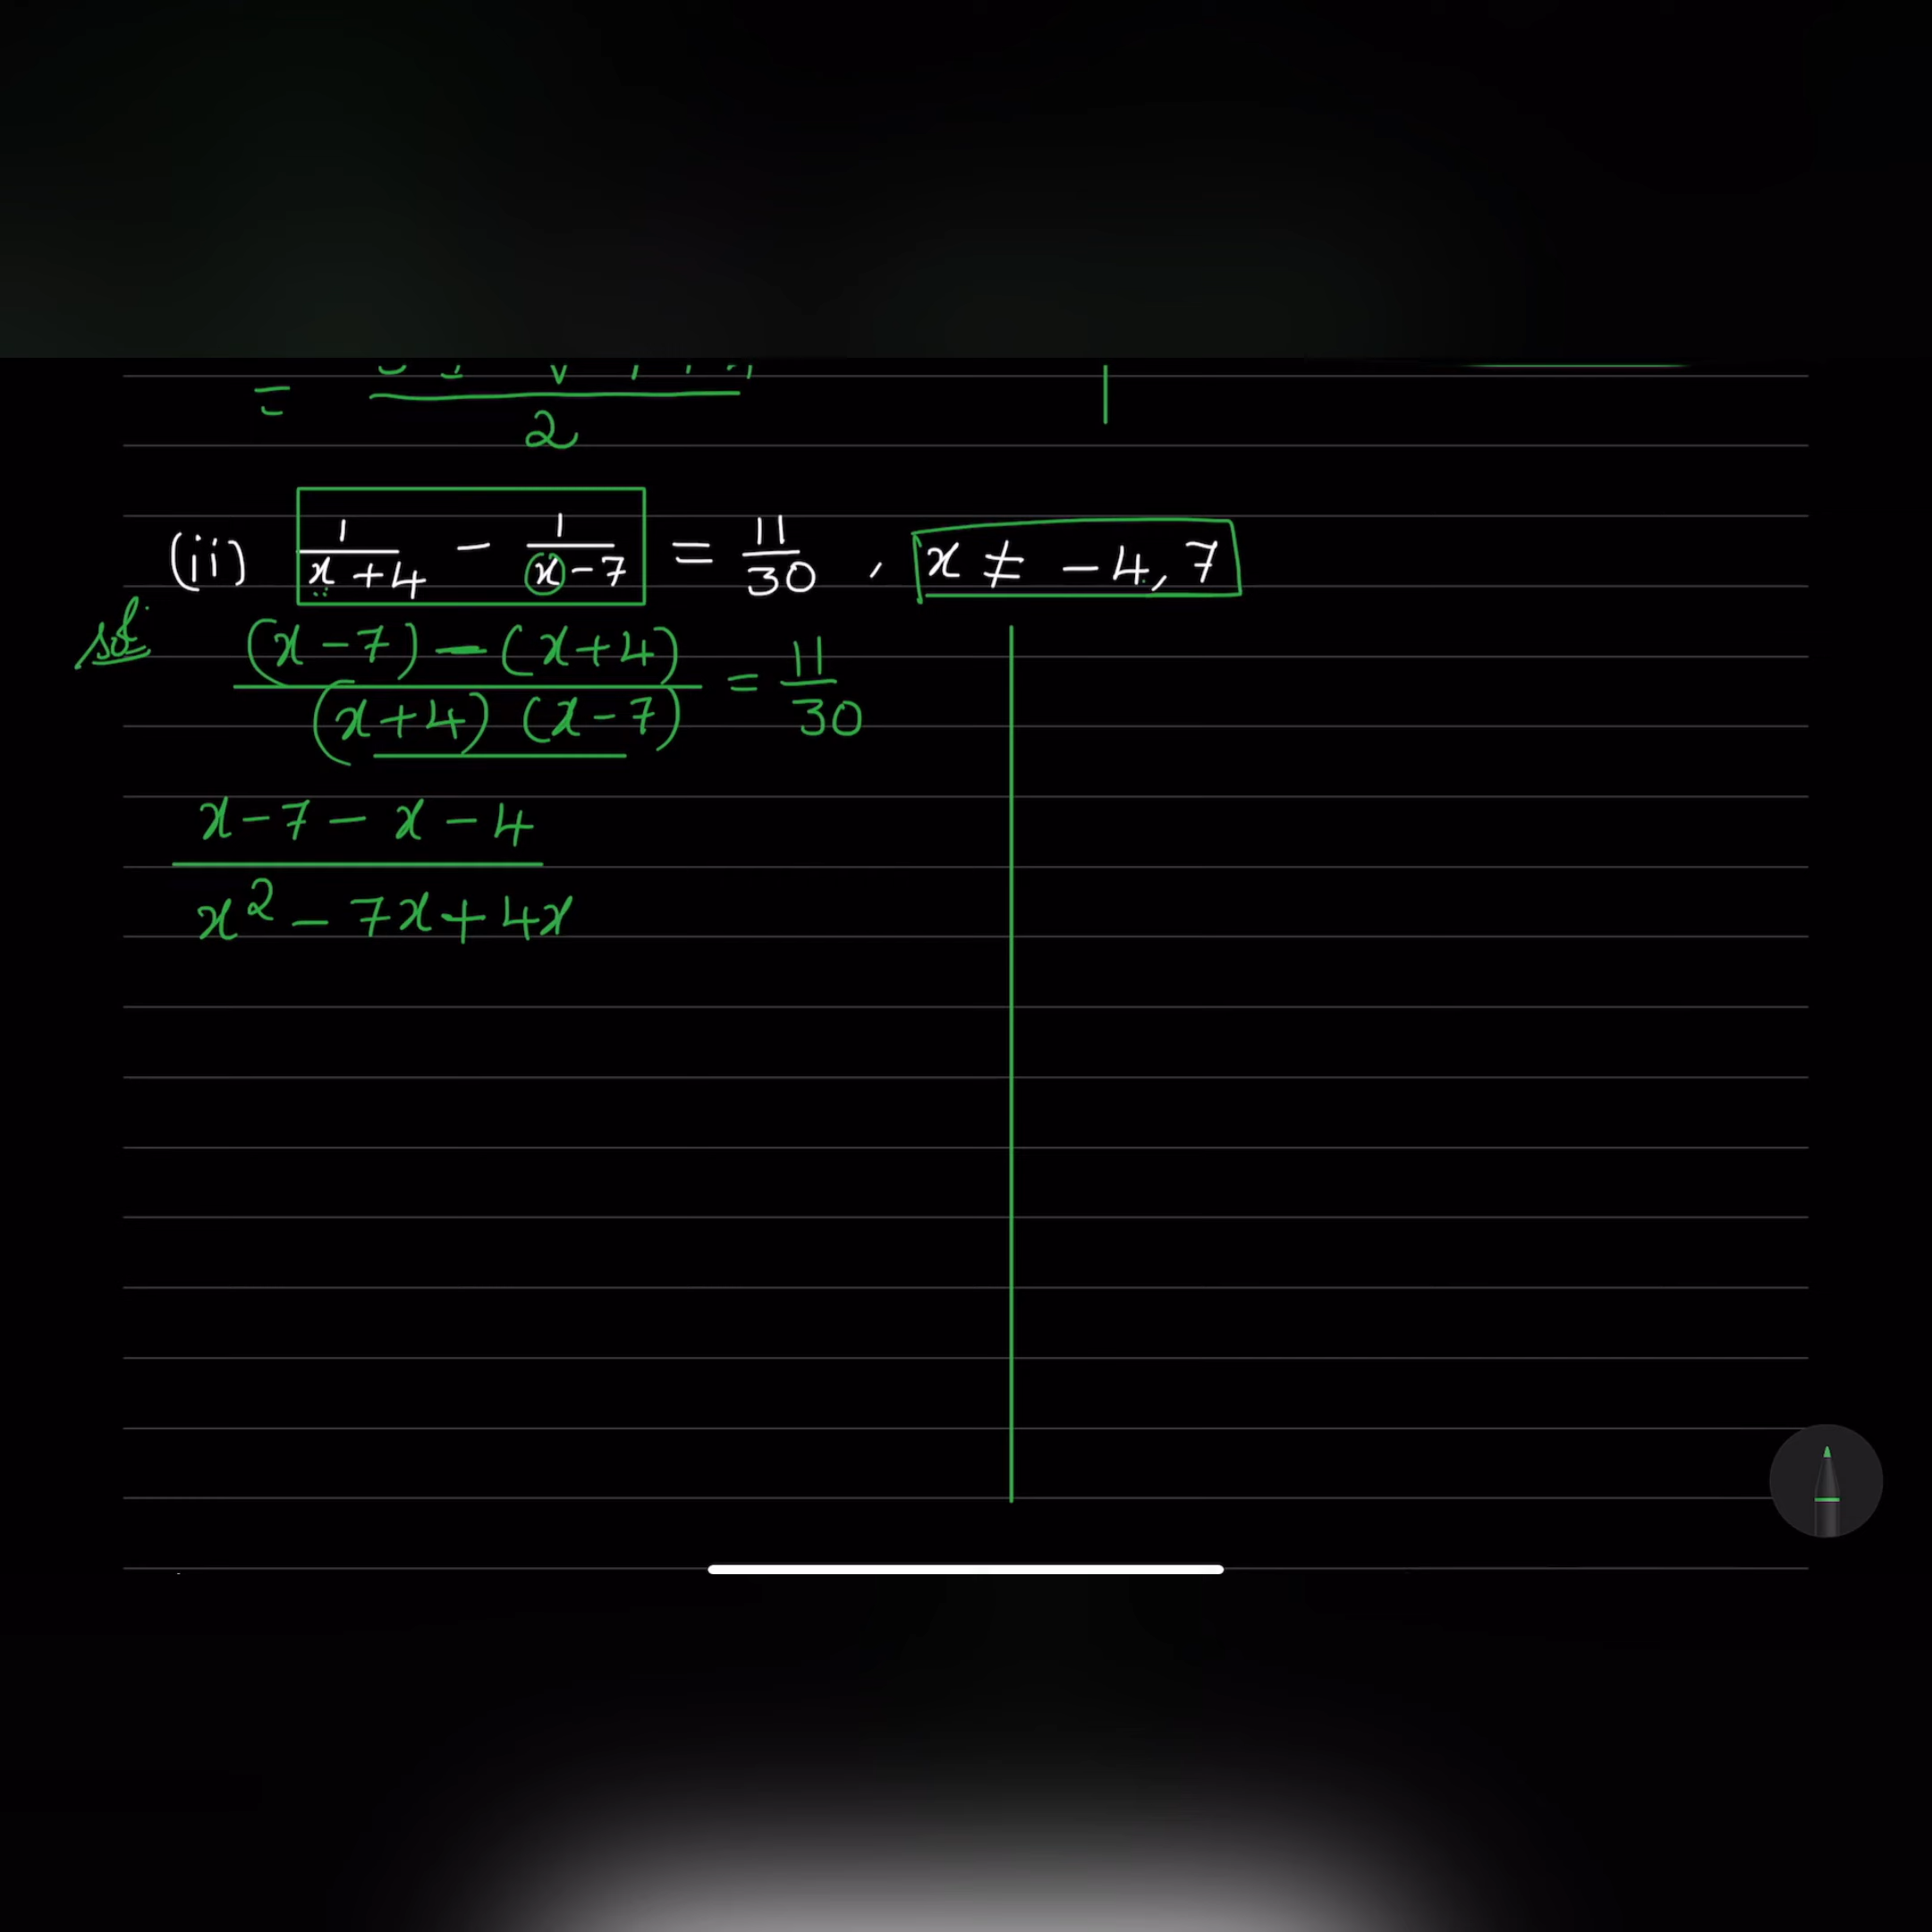 = 2
(ii) 1/(x+4) - 1/(x-7) = 11/30 , x ≠ -4, 7
sol. ((x-7) - (x+4))/((x+4)(x-7)) = 11/30
(x-7-x-4)/(x² - 7x + 4x